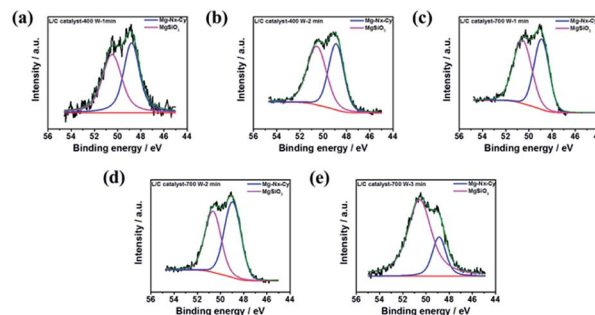 (a)
L/C catalyst-400 W-1min
Mg-Nx-Cy
MgSiO3
Intensity / a.u.
56 54 52 50 48 46 44
Binding energy / eV
(b)
L/C catalyst-400 W-2 min
Mg-Nx-Cy
MgSiO3
Intensity / a.u.
56 54 52 50 48 46 44
Binding energy / eV
(c)
L/C catalyst-700 W-1 min
Mg-Nx-Cy
MgSiO3
Intensity / a.u.
56 54 52 50 48 46 44
Binding energy / eV
(d)
L/C catalyst-700 W-2 min
Mg-Nx-Cy
MgSiO3
Intensity / a.u.
56 54 52 50 48 46 44
Binding energy / eV
(e)
L/C catalyst-700 W-3 min
Mg-Nx-Cy
MgSiO3
Intensity / a.u.
56 54 52 50 48 46 44
Binding energy / eV